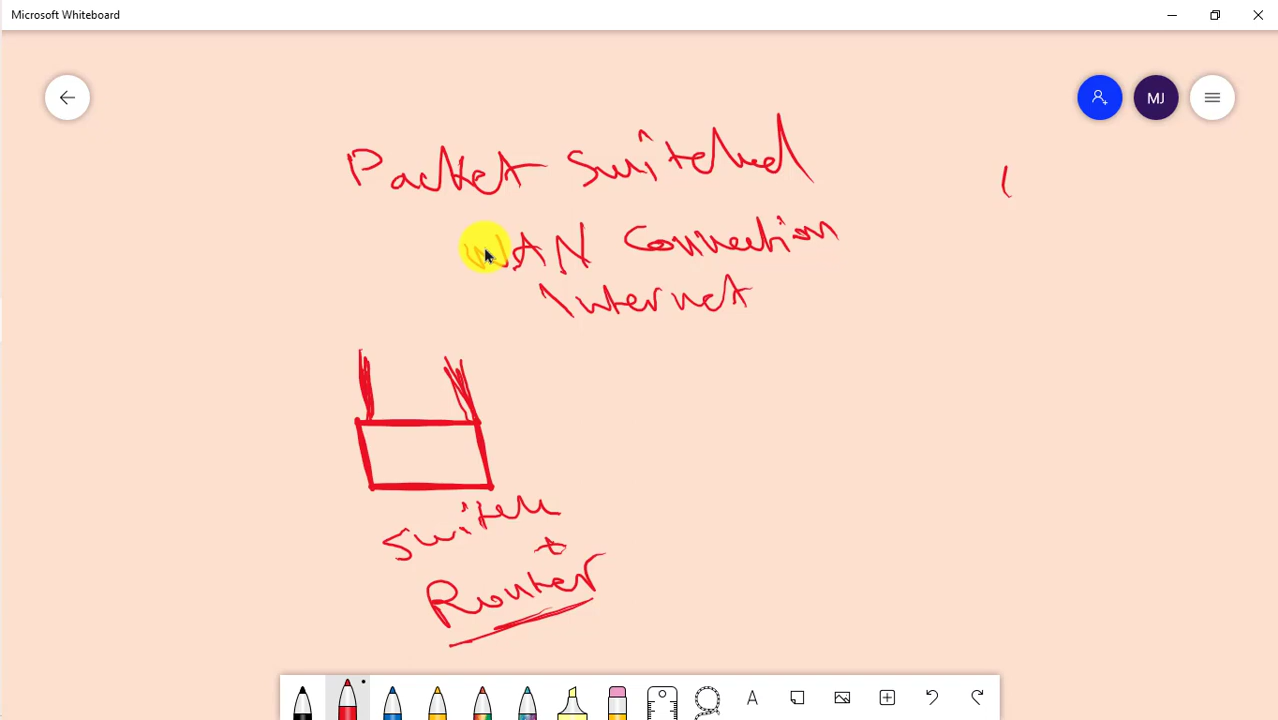 Microsoft Whiteboard
MJ
Packet Switched
WAN Connection
Internet
Switch
+
Router
A